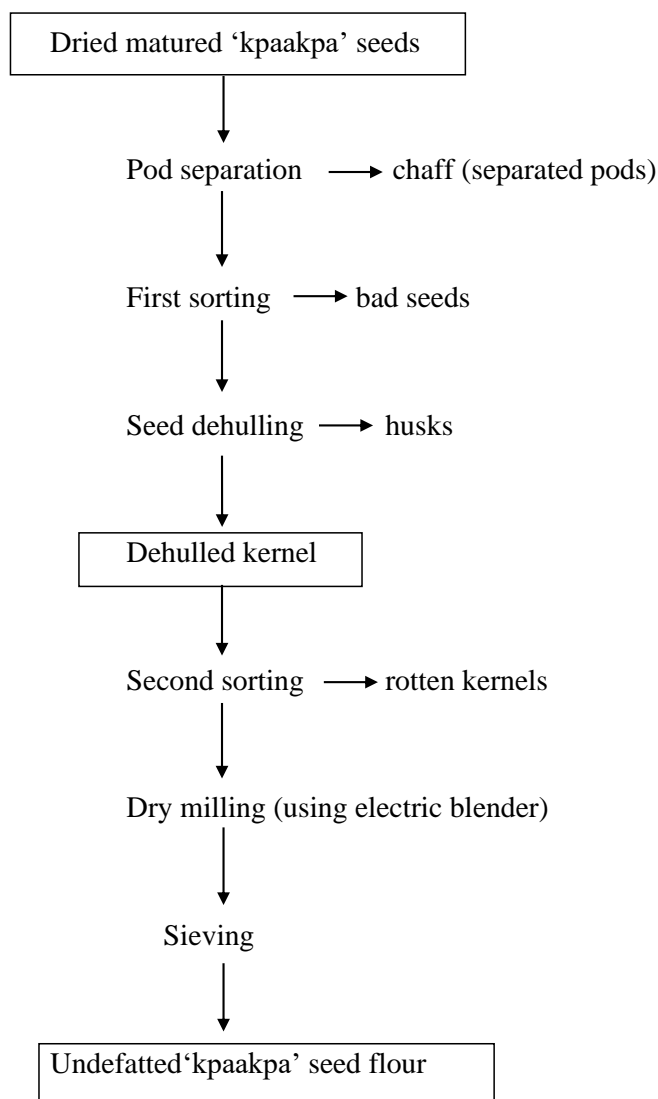 Dried matured ‘kpaakpa’ seeds
Pod separation chaff (separated pods)
First sorting bad seeds
Seed dehulling husks
Dehulled kernel
Second sorting rotten kernels
Dry milling (using electric blender)
Sieving
Undefatted‘kpaakpa’ seed flour